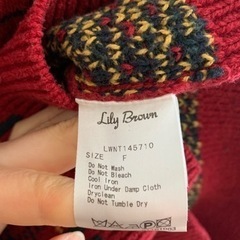 Lily Brown
LWNT145710
SIZE F
Do Not Wash
Do Not Bleach
Cool Iron
Iron Under Damp Cloth
Dryclean
Do Not Tumble Dry